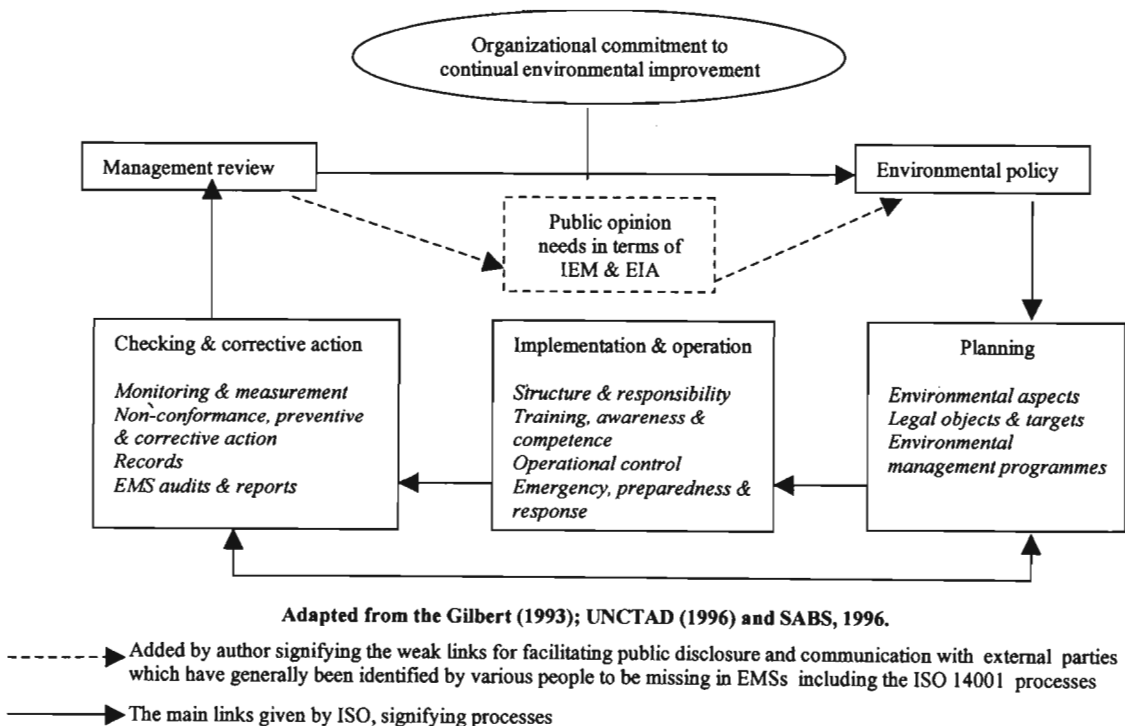 Organizational commitment to
continual environmental improvement
Management review
Environmental policy
Public opinion
needs in terms of
IEM & EIA
Checking & corrective action
Monitoring & measurement
Non-conformance, preventive
& corrective action
Records
EMS audits & reports
Implementation & operation
Structure & responsibility
Training, awareness &
competence
Operational control
Emergency, preparedness &
response
Planning
Environmental aspects
Legal objects & targets
Environmental
management programmes
Adapted from the Gilbert (1993); UNCTAD (1996) and SABS, 1996.
Added by author signifying the weak links for facilitating public disclosure and communication with external parties
which have generally been identified by various people to be missing in EMSs including the ISO 14001 processes
The main links given by ISO, signifying processes